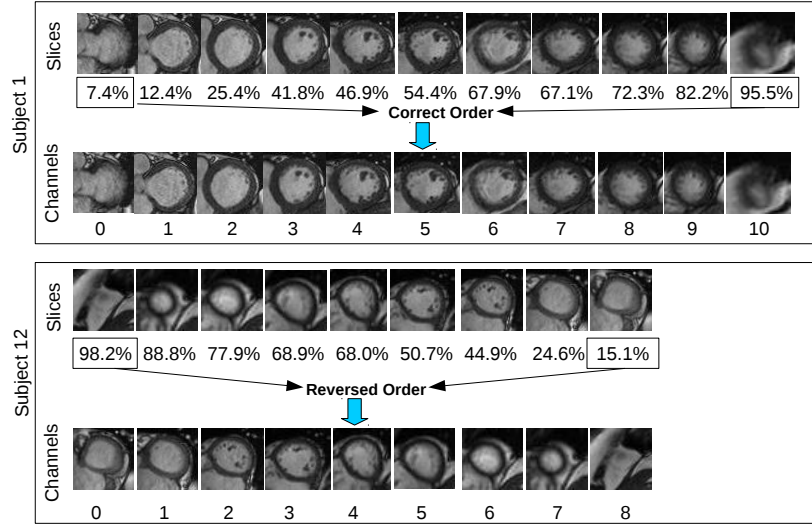 Subject 1
Slices
7.4% 12.4% 25.4% 41.8% 46.9% 54.4% 67.9% 67.1% 72.3% 82.2% 95.5%
Correct Order
Channels
0 1 2 3 4 5 6 7 8 9 10
Subject 12
Slices
98.2% 88.8% 77.9% 68.9% 68.0% 50.7% 44.9% 24.6% 15.1%
Reversed Order
Channels
0 1 2 3 4 5 6 7 8